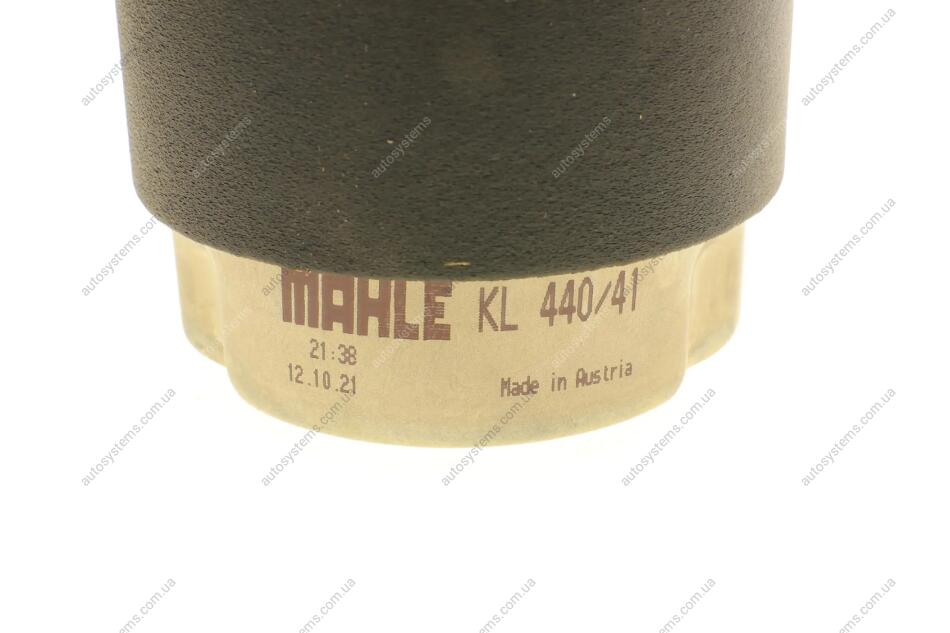 MAHLE KL 440/41
21:38
12.10.21
Made in Austria
autosystems.com.ua